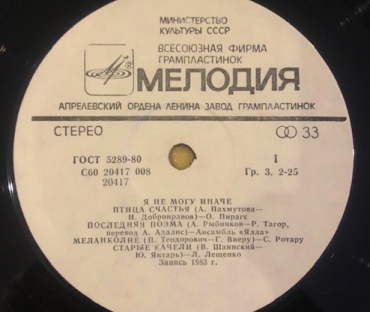 МИНИСТЕРСТВО
КУЛЬТУРЫ СССР
ВСЕСОЮЗНАЯ ФИРМА
ГРАМПЛАСТИНОК
МЕЛОДИЯ
АПРЕЛЕВСКИЙ ОРДЕНА ЛЕНИНА ЗАВОД ГРАМПЛАСТИНОК
СТЕРЕО 33
ГОСТ 5289-80 1
С60 20417 008 Гр. 3. 2-25
20417
Я НЕ МОГУ ИНАЧЕ
ПТИЦА СЧАСТЬЯ (А. Пахмутова—
Н. Добронравов)—О. Пирагс
ПОСЛЕДНЯЯ ПОЭМА (А. Рыбников—Р. Тагор,
перевод А. Адалис)—Ансамбль «Ялла»
МЕЛАНКОЛИЕ (П. Теодорович—Г. Виеру)—С. Ротару
СТАРЫЕ КАЧЕЛИ (В. Шаинский—
Ю. Янтарь)—Л. Лещенко
Запись 1983 г.